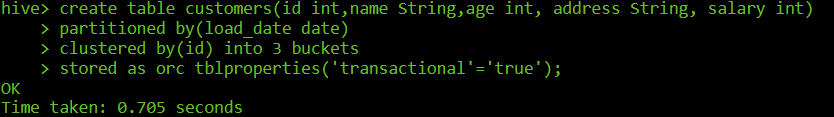 hive> create table customers(id int,name String,age int, address String, salary int)
    > partitioned by(load_date date)
    > clustered by(id) into 3 buckets
    > stored as orc tblproperties('transactional'='true');
OK
Time taken: 0.705 seconds